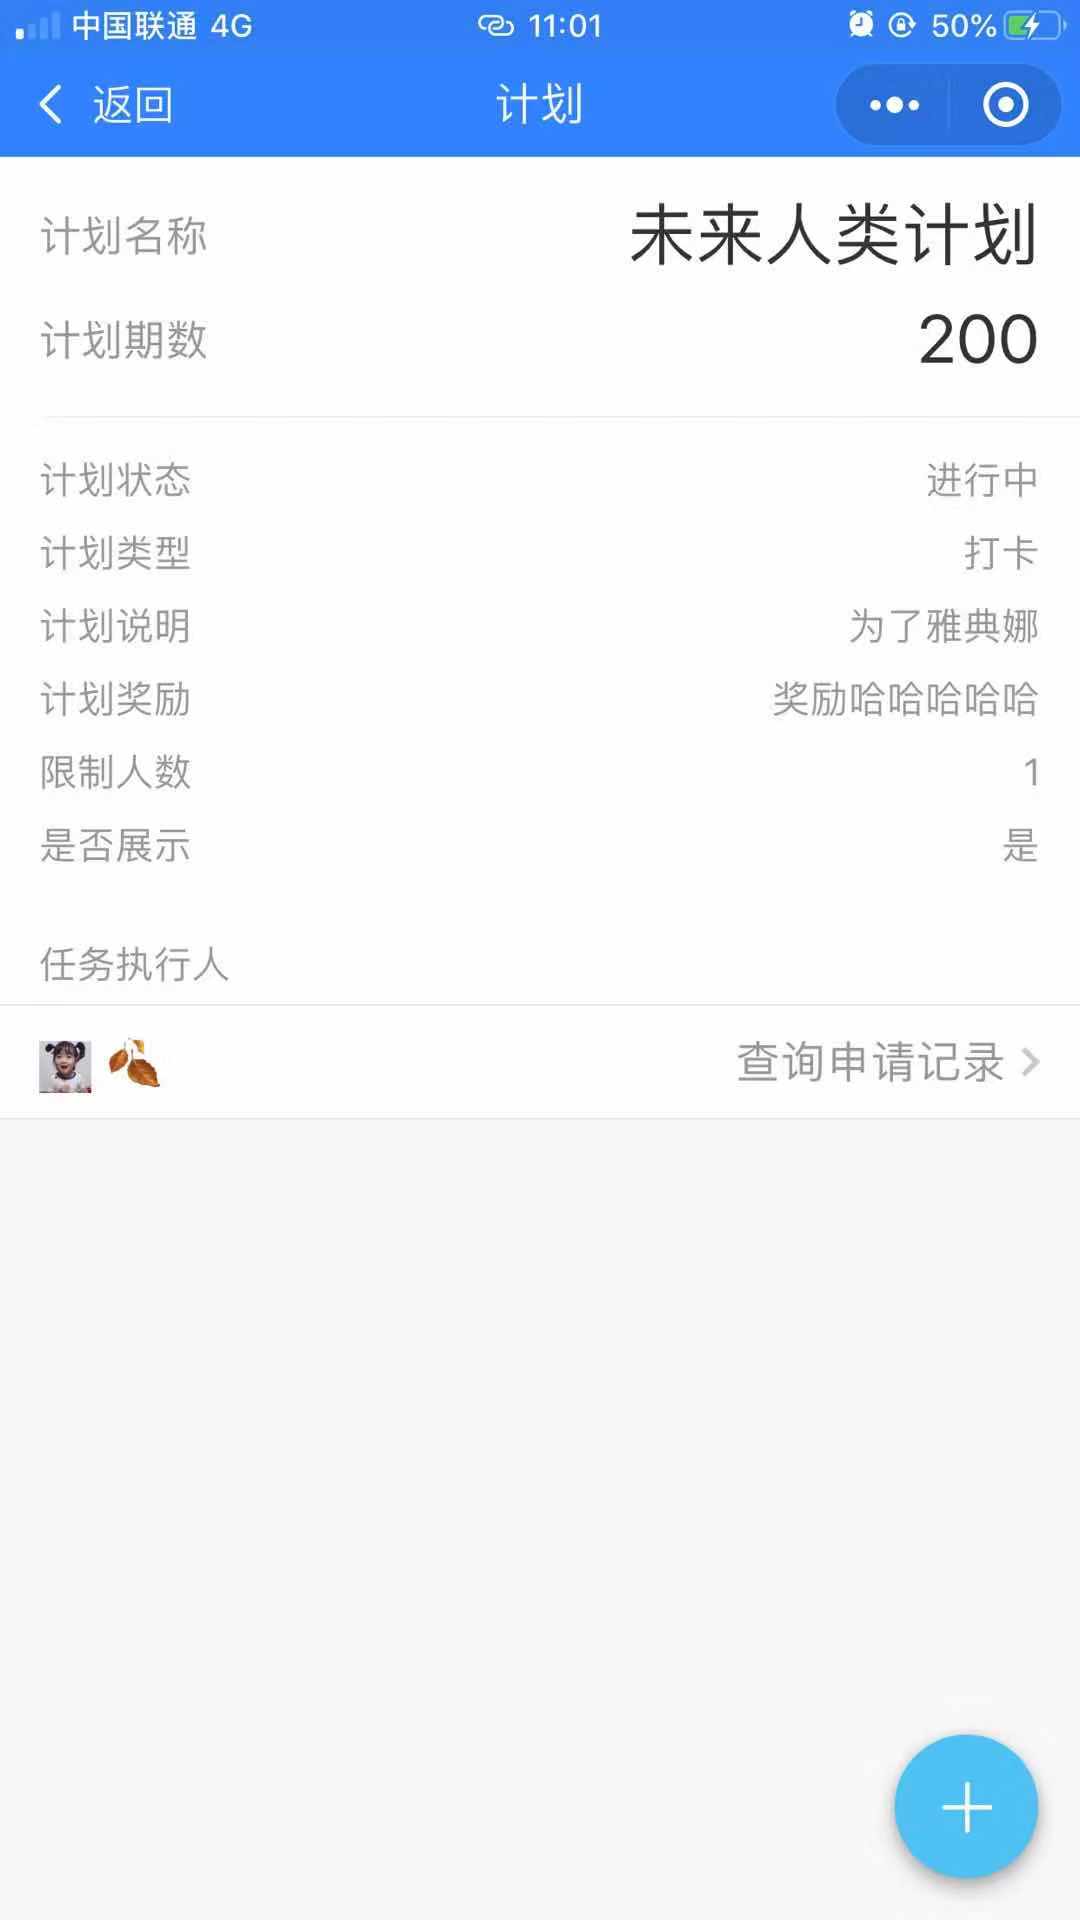 中国联通 4G 11:01 50%
返回 计划
计划名称 未来人类计划
计划期数 200
计划状态 进行中
计划类型 打卡
计划说明 为了雅典娜
计划奖励 奖励哈哈哈哈哈
限制人数 1
是否展示 是
任务执行人
查询申请记录